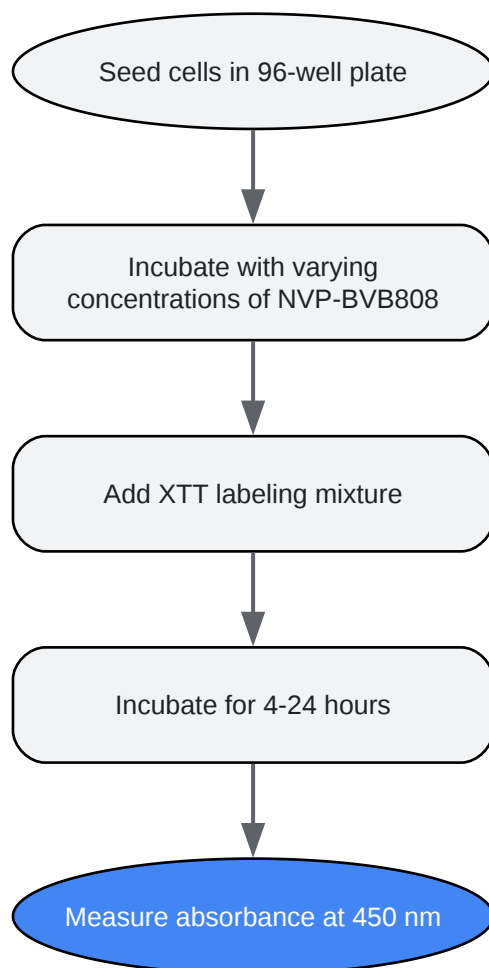 Seed cells in 96-well plate
Incubate with varying
concentrations of NVP-BVB808
Add XTT labeling mixture
Incubate for 4-24 hours
Measure absorbance at 450 nm